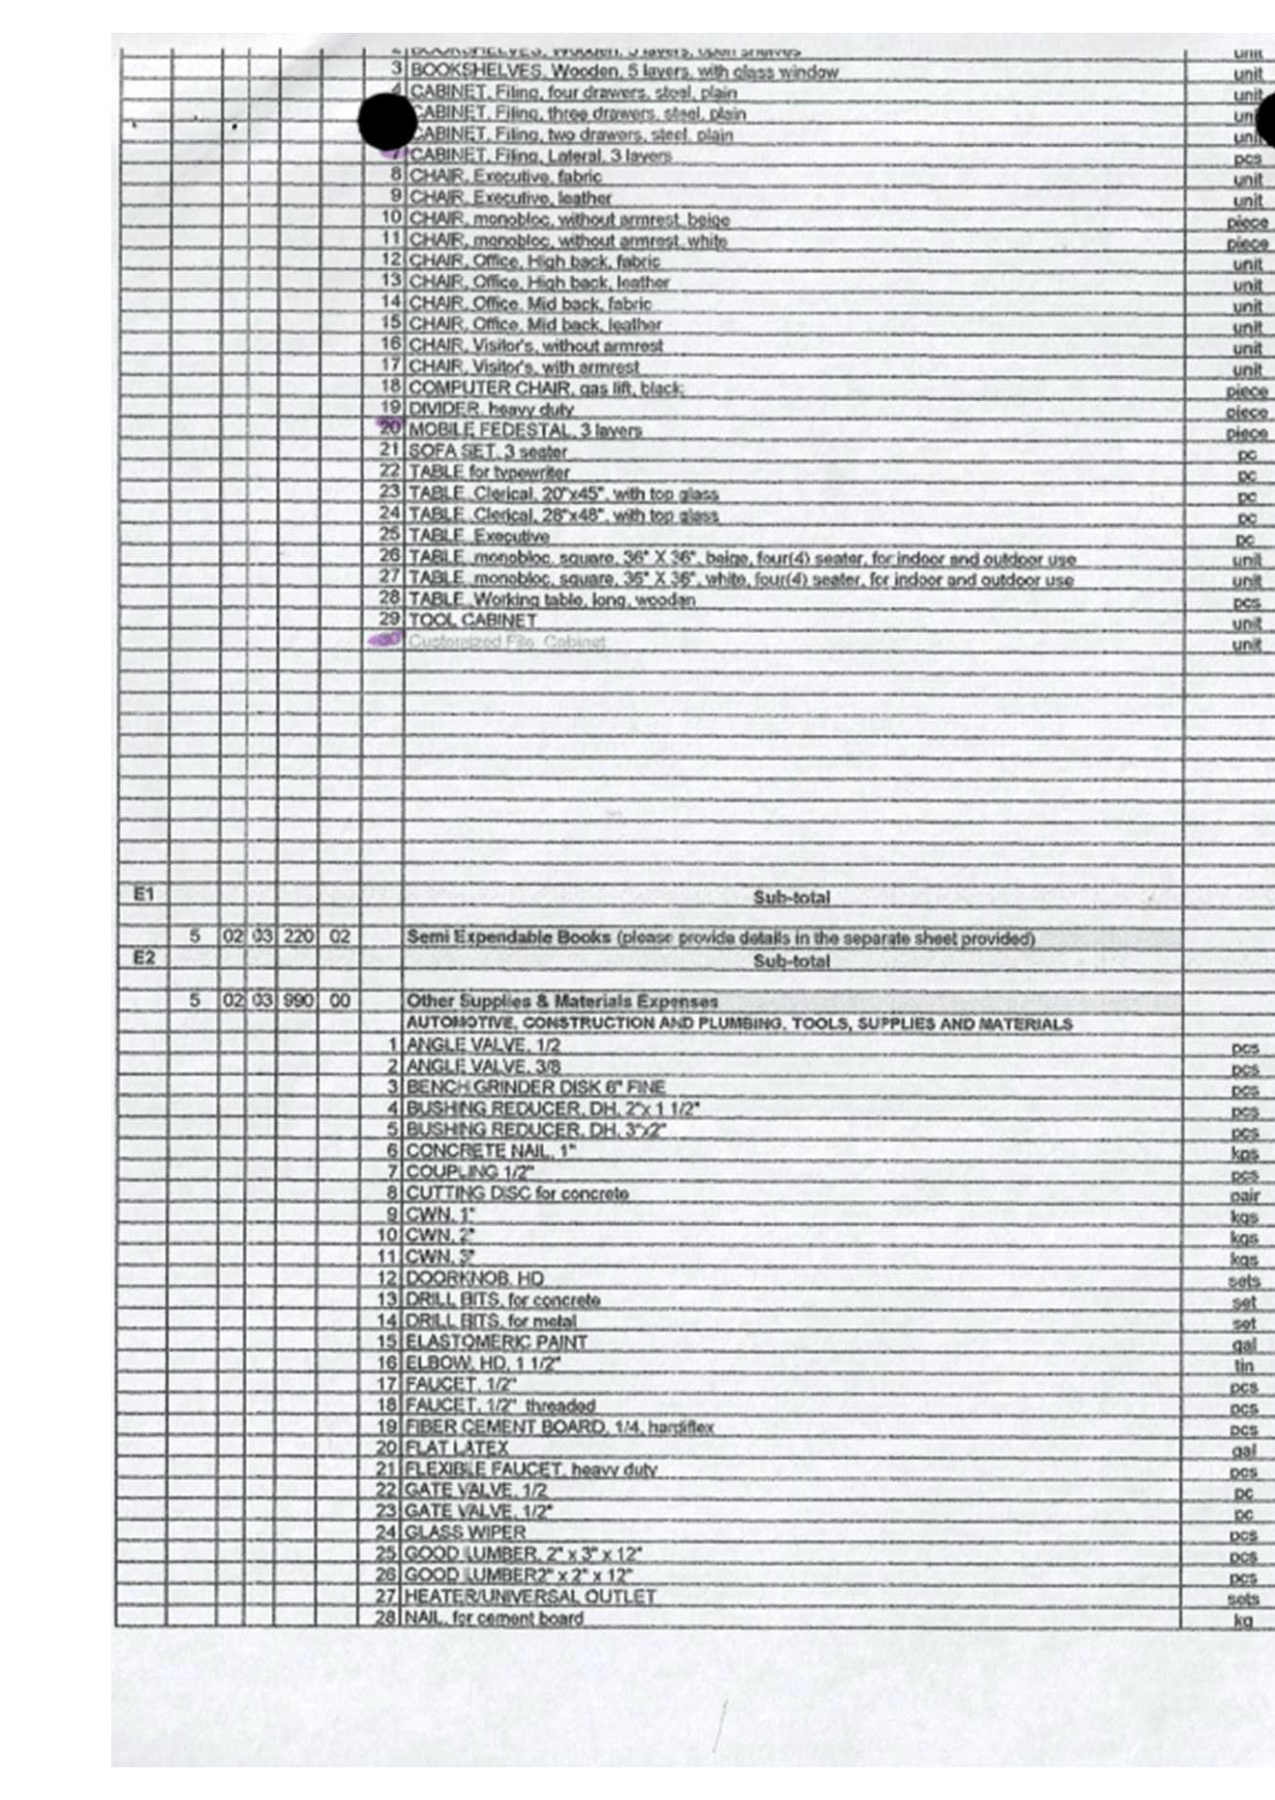 2 BOOKSHELVES, Wooden, 5 layers, open shelves unit
3 BOOKSHELVES, Wooden, 5 layers, with glass window unit
4 CABINET, Filing, four drawers, steel, plain unit
CABINET, Filing, three drawers, steel, plain
CABINET, Filing, two drawers, steel, plain unit
7 CABINET, Filing, Lateral, 3 layers pcs
8 CHAIR, Executive, fabric unit
9 CHAIR, Executive, leather unit
10 CHAIR, monobloc, without armrest, beige piece
11 CHAIR, monobloc, without armrest, white piece
12 CHAIR, Office, High back, fabric unit
13 CHAIR, Office, High back, leather unit
14 CHAIR, Office, Mid back, fabric unit
15 CHAIR, Office, Mid back, leather unit
16 CHAIR, Visitor's, without armrest unit
17 CHAIR, Visitor's, with armrest unit
18 COMPUTER CHAIR, gas lift, black piece
19 DIVIDER, heavy duty piece
20 MOBILE FEDESTAL, 3 layers piece
21 SOFA SET, 3 seater pc
22 TABLE for typewriter pc
23 TABLE, Clerical, 20"x45", with top glass pc
24 TABLE, Clerical, 28"x48", with top glass pc
25 TABLE, Executive pc
26 TABLE, monobloc, square, 36" X 36", beige, four(4) seater, for indoor and outdoor use unit
27 TABLE, monobloc, square, 36" X 36", white, four(4) seater, for indoor and outdoor use unit
28 TABLE, Working table, long, wooden pcs
29 TOOL CABINET unit
30 Customized File Cabinet unit
E1 Sub-total
5 02 03 220 02 Semi Expendable Books (please provide details in the separate sheet provided)
E2 Sub-total
5 02 03 990 00 Other Supplies & Materials Expenses
AUTOMOTIVE, CONSTRUCTION AND PLUMBING, TOOLS, SUPPLIES AND MATERIALS
1 ANGLE VALVE, 1/2 pcs
2 ANGLE VALVE, 3/8 pcs
3 BENCH GRINDER DISK 6" FINE pcs
4 BUSHING REDUCER, DH, 2"x 1 1/2" pcs
5 BUSHING REDUCER, DH, 3"x2" pcs
6 CONCRETE NAIL, 1" kgs
7 COUPLING 1/2" pcs
8 CUTTING DISC for concrete pair
9 CWN, 1" kgs
10 CWN, 2" kgs
11 CWN, 3" kgs
12 DOORKNOB, HD sets
13 DRILL BITS, for concrete set
14 DRILL BITS, for metal set
15 ELASTOMERIC PAINT gal
16 ELBOW, HD, 1 1/2" tin
17 FAUCET, 1/2" pcs
18 FAUCET, 1/2" threaded pcs
19 FIBER CEMENT BOARD, 1/4, hardiflex pcs
20 FLAT LATEX gal
21 FLEXIBLE FAUCET, heavy duty pcs
22 GATE VALVE, 1/2 pc
23 GATE VALVE, 1/2" pc
24 GLASS WIPER pcs
25 GOOD LUMBER, 2" x 3" x 12" pcs
26 GOOD LUMBER2" x 2" x 12" pcs
27 HEATER/UNIVERSAL OUTLET sets
28 NAIL, for cement board kg